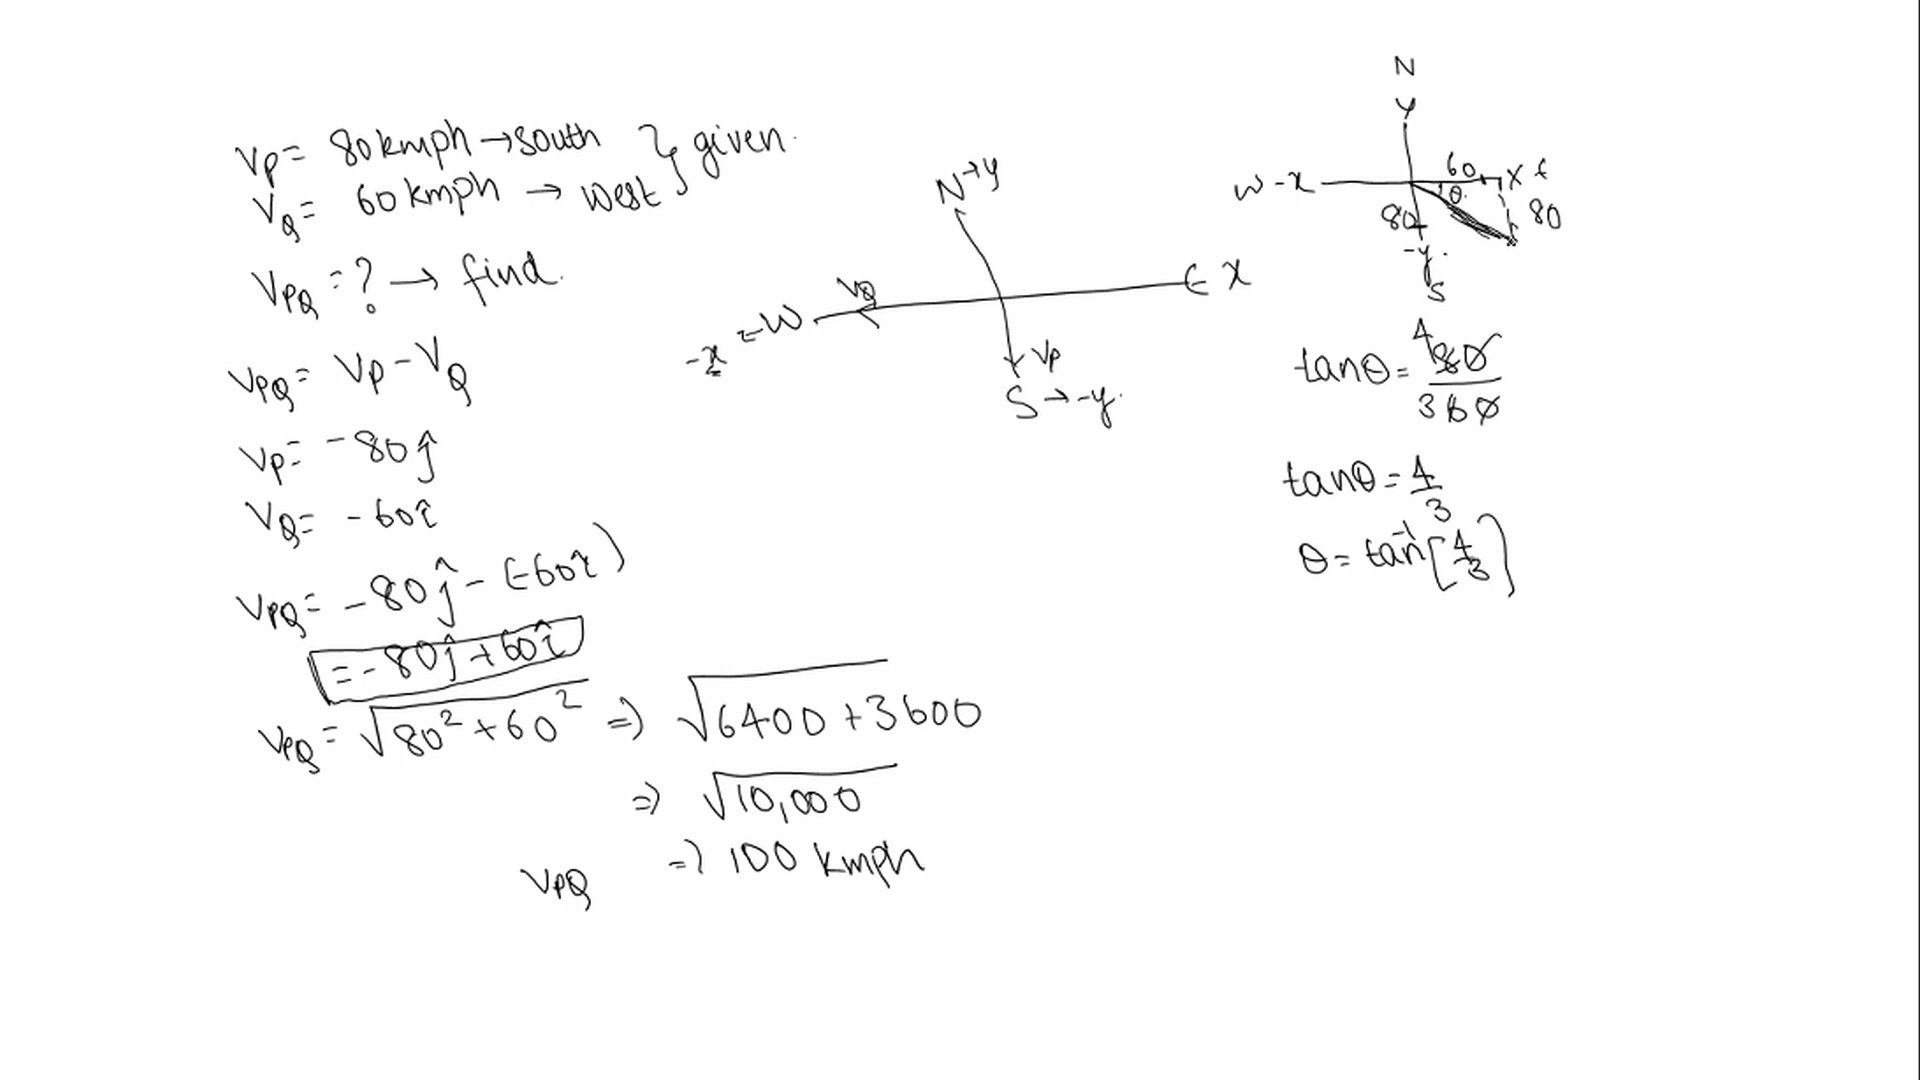 Vp = 80kmph → south } given.
VQ = 60kmph → west
VPQ = ? → find.
VPQ = Vp - VQ
Vp = -80ĵ
VQ = -60î
VPQ = -80ĵ - (-60î)
= -80ĵ + 60î
VPQ = √80² + 60² ⇒ √6400 + 3600
⇒ √10,000
VPQ ⇒ 100 kmph
N → y
VQ
E X
-x = W
Vp
S → -y.
N
y
60
W -x
X E
θ
80
80
-y.
S
tanθ = 4 80
3 60
tanθ = 4/3
θ = tan⁻¹[4/3)